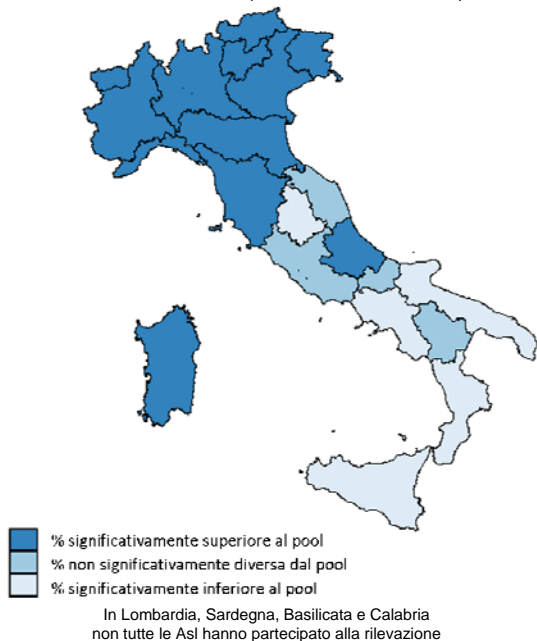 % significativamente superiore al pool
% non significativamente diversa dal pool
% significativamente inferiore al pool
In Lombardia, Sardegna, Basilicata e Calabria
non tutte le Asl hanno partecipato alla rilevazione